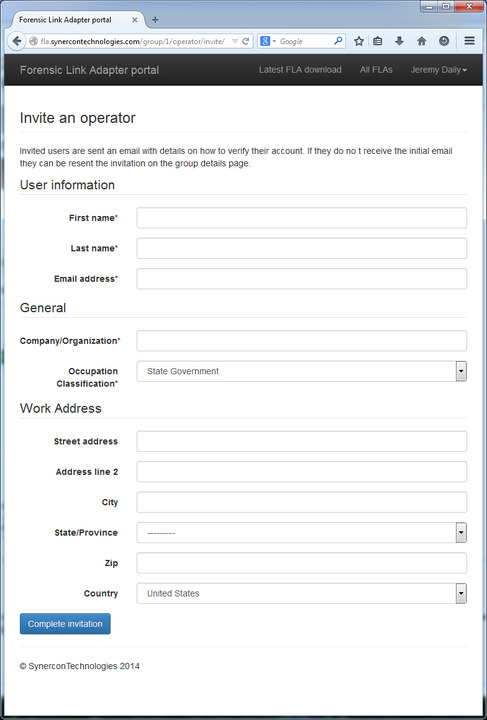 Forensic Link Adapter portal
fla.synercontechnologies.com/group/1/operator/invite/
Google
Forensic Link Adapter portal
Latest FLA download
All FLAs
Jeremy Daily
Invite an operator
Invited users are sent an email with details on how to verify their account. If they do no t receive the initial email
they can be resent the invitation on the group details page.
User information
First name*
Last name*
Email address*
General
Company/Organization*
Occupation
Classification*
State Government
Work Address
Street address
Address line 2
City
State/Province
---------
Zip
Country
United States
Complete invitation
© SynerconTechnologies 2014